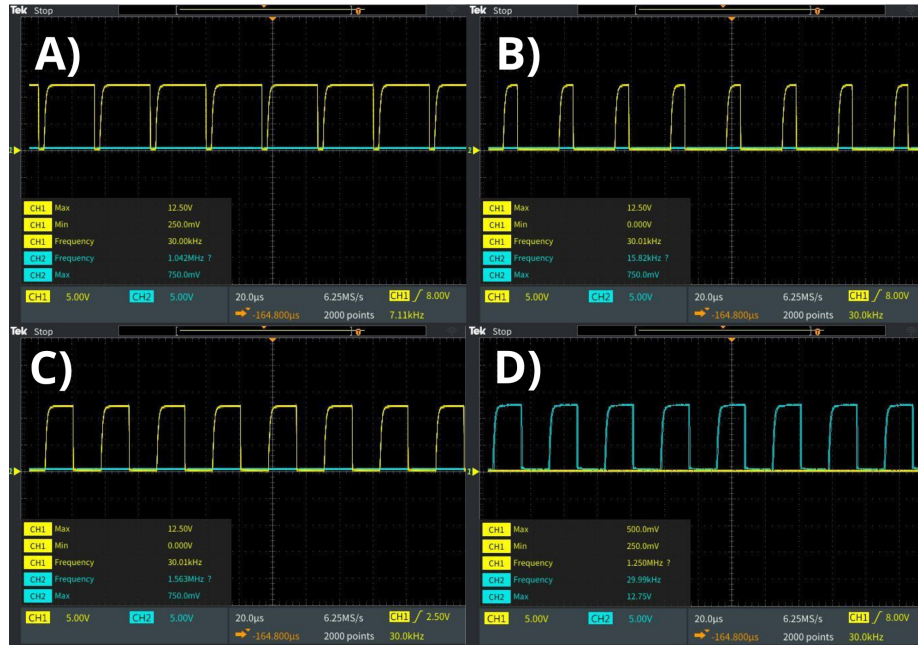 Tek Stop
A)
2
CH1 Max 12.50V
CH1 Min 250.0mV
CH1 Frequency 30.00kHz
CH2 Frequency 1.042MHz ?
CH2 Max 750.0mV
CH1 5.00V CH2 5.00V 20.0µs 6.25MS/s CH1 8.00V
-164.800µs 2000 points 7.11kHz
Tek Stop
B)
2
CH1 Max 12.50V
CH1 Min 0.000V
CH1 Frequency 30.01kHz
CH2 Frequency 15.82kHz ?
CH2 Max 750.0mV
CH1 5.00V CH2 5.00V 20.0µs 6.25MS/s CH1 8.00V
-164.800µs 2000 points 30.0kHz
Tek Stop
C)
2
CH1 Max 12.50V
CH1 Min 0.000V
CH1 Frequency 30.01kHz
CH2 Frequency 1.563MHz ?
CH2 Max 750.0mV
CH1 5.00V CH2 5.00V 20.0µs 6.25MS/s CH1 2.50V
-164.800µs 2000 points 30.0kHz
Tek Stop
D)
2
CH1 Max 500.0mV
CH1 Min 250.0mV
CH1 Frequency 1.250MHz ?
CH2 Frequency 29.99kHz
CH2 Max 12.75V
CH1 5.00V CH2 5.00V 20.0µs 6.25MS/s CH1 8.00V
-164.800µs 2000 points 30.0kHz